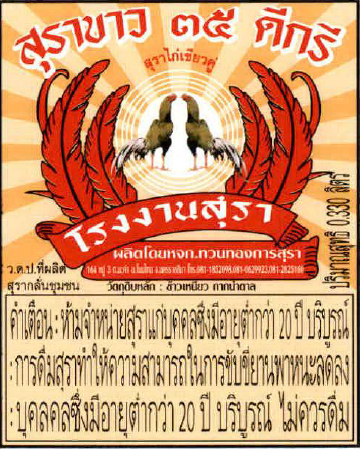 สุราขาว ๓๕ ดีกรี
สุราไก่เขียวคู่
โรงงานสุรา
ผลิตโดยหจก.ทวนทองการสุรา
ปริมาณสุทธิ 0.330 ลิตร
ว.ด.ป.ที่ผลิต
สุรากลั่นชุมชน
วัตถุดิบหลัก : ข้าวเหนียว กากน้ำตาล
คำเตือน : ห้ามจำหน่ายสุราแก่บุคคลซึ่งมีอายุต่ำกว่า 20 ปี บริบูรณ์
: การดื่มสุราทำให้ความสามารถในการขับขี่ยานพาหนะลดลง
: บุคคลซึ่งมีอายุต่ำกว่า 20 ปี บริบูรณ์ ไม่ควรดื่ม